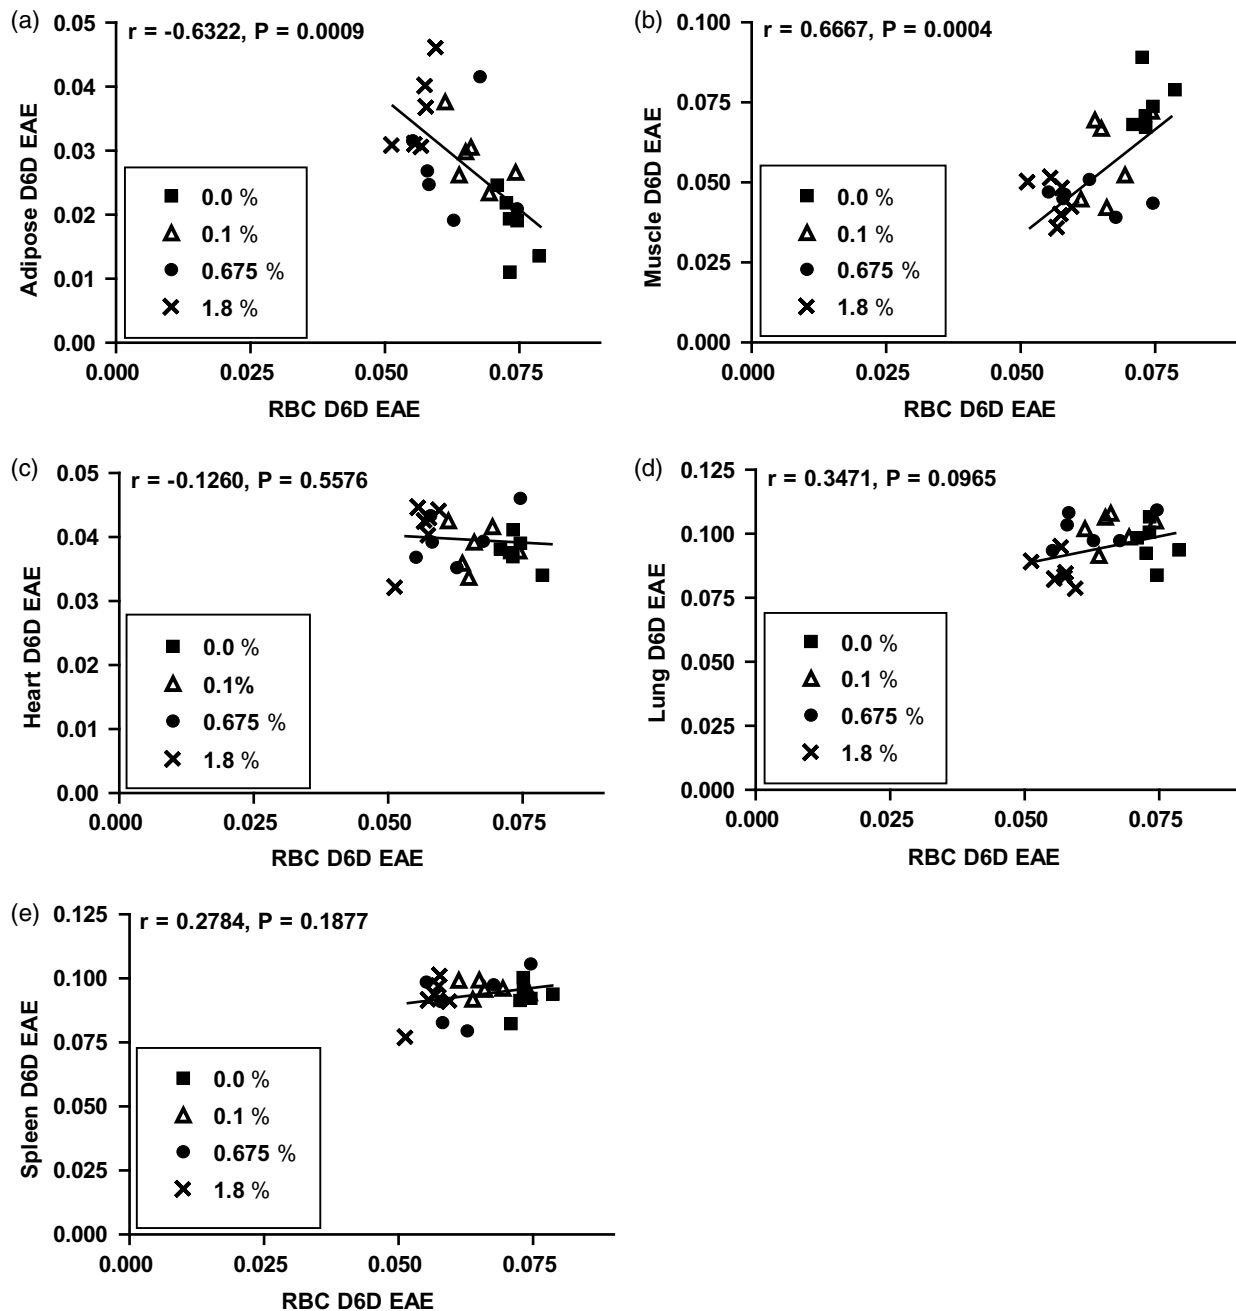 (a)
r = -0.6322, P = 0.0009
Adipose D6D EAE
0.05
0.04
0.03
0.02
0.01
0.00
0.0 %
0.1 %
0.675 %
1.8 %
0.000 0.025 0.050 0.075
RBC D6D EAE
(b)
r = 0.6667, P = 0.0004
Muscle D6D EAE
0.100
0.075
0.050
0.025
0.000
0.0 %
0.1 %
0.675 %
1.8 %
0.000 0.025 0.050 0.075
RBC D6D EAE
(c)
r = -0.1260, P = 0.5576
Heart D6D EAE
0.05
0.04
0.03
0.02
0.01
0.00
0.0 %
0.1%
0.675 %
1.8 %
0.000 0.025 0.050 0.075
RBC D6D EAE
(d)
r = 0.3471, P = 0.0965
Lung D6D EAE
0.125
0.100
0.075
0.050
0.025
0.000
0.0 %
0.1 %
0.675 %
1.8 %
0.000 0.025 0.050 0.075
RBC D6D EAE
(e)
r = 0.2784, P = 0.1877
Spleen D6D EAE
0.125
0.100
0.075
0.050
0.025
0.000
0.0 %
0.1 %
0.675 %
1.8 %
0.000 0.025 0.050 0.075
RBC D6D EAE